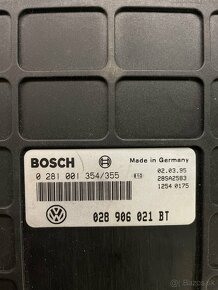 BOSCH
Made in Germany
0 281 001 354/355
02.03.95
28SA2583
1254 0175
028 906 021 BT